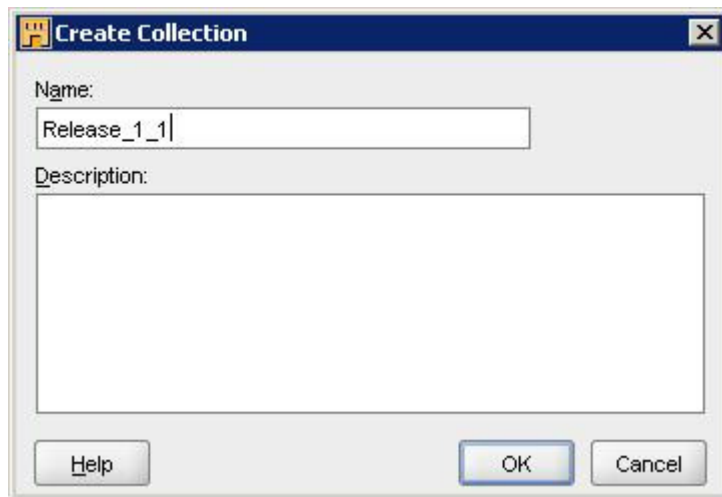 Create Collection
Name:
Release_1_1
Description:
Help OK Cancel